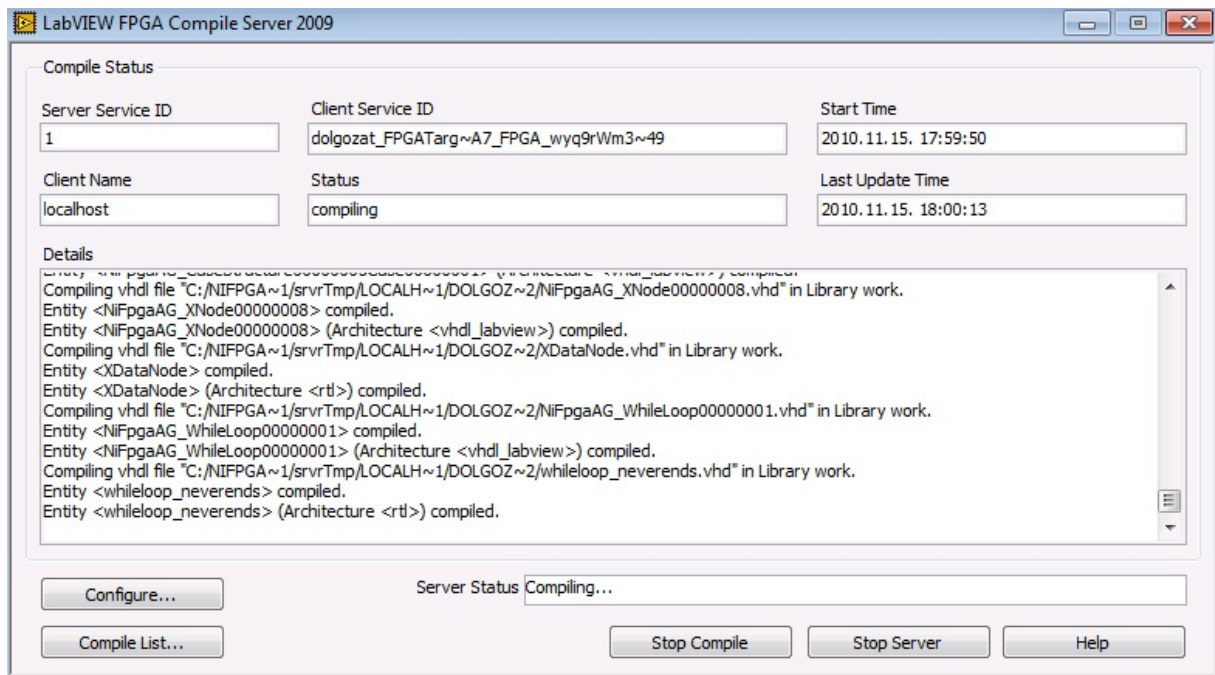 LabVIEW FPGA Compile Server 2009
Compile Status
Server Service ID
Client Service ID
Start Time
1
dolgozat_FPGATarg~A7_FPGA_wyq9rWm3~49
2010.11.15. 17:59:50
Client Name
Status
Last Update Time
localhost
compiling
2010.11.15. 18:00:13
Details
Entity <NiFpgaAG_CaseStructure00000003Case00000001> (Architecture <vhdl_labview>) compiled.
Compiling vhdl file "C:/NIFPGA~1/srvrTmp/LOCALH~1/DOLGOZ~2/NiFpgaAG_XNode00000008.vhd" in Library work.
Entity <NiFpgaAG_XNode00000008> compiled.
Entity <NiFpgaAG_XNode00000008> (Architecture <vhdl_labview>) compiled.
Compiling vhdl file "C:/NIFPGA~1/srvrTmp/LOCALH~1/DOLGOZ~2/XDataNode.vhd" in Library work.
Entity <XDataNode> compiled.
Entity <XDataNode> (Architecture <rtl>) compiled.
Compiling vhdl file "C:/NIFPGA~1/srvrTmp/LOCALH~1/DOLGOZ~2/NiFpgaAG_WhileLoop00000001.vhd" in Library work.
Entity <NiFpgaAG_WhileLoop00000001> compiled.
Entity <NiFpgaAG_WhileLoop00000001> (Architecture <vhdl_labview>) compiled.
Compiling vhdl file "C:/NIFPGA~1/srvrTmp/LOCALH~1/DOLGOZ~2/whileloop_neverends.vhd" in Library work.
Entity <whileloop_neverends> compiled.
Entity <whileloop_neverends> (Architecture <rtl>) compiled.
Configure...
Server Status Compiling...
Compile List...
Stop Compile
Stop Server
Help